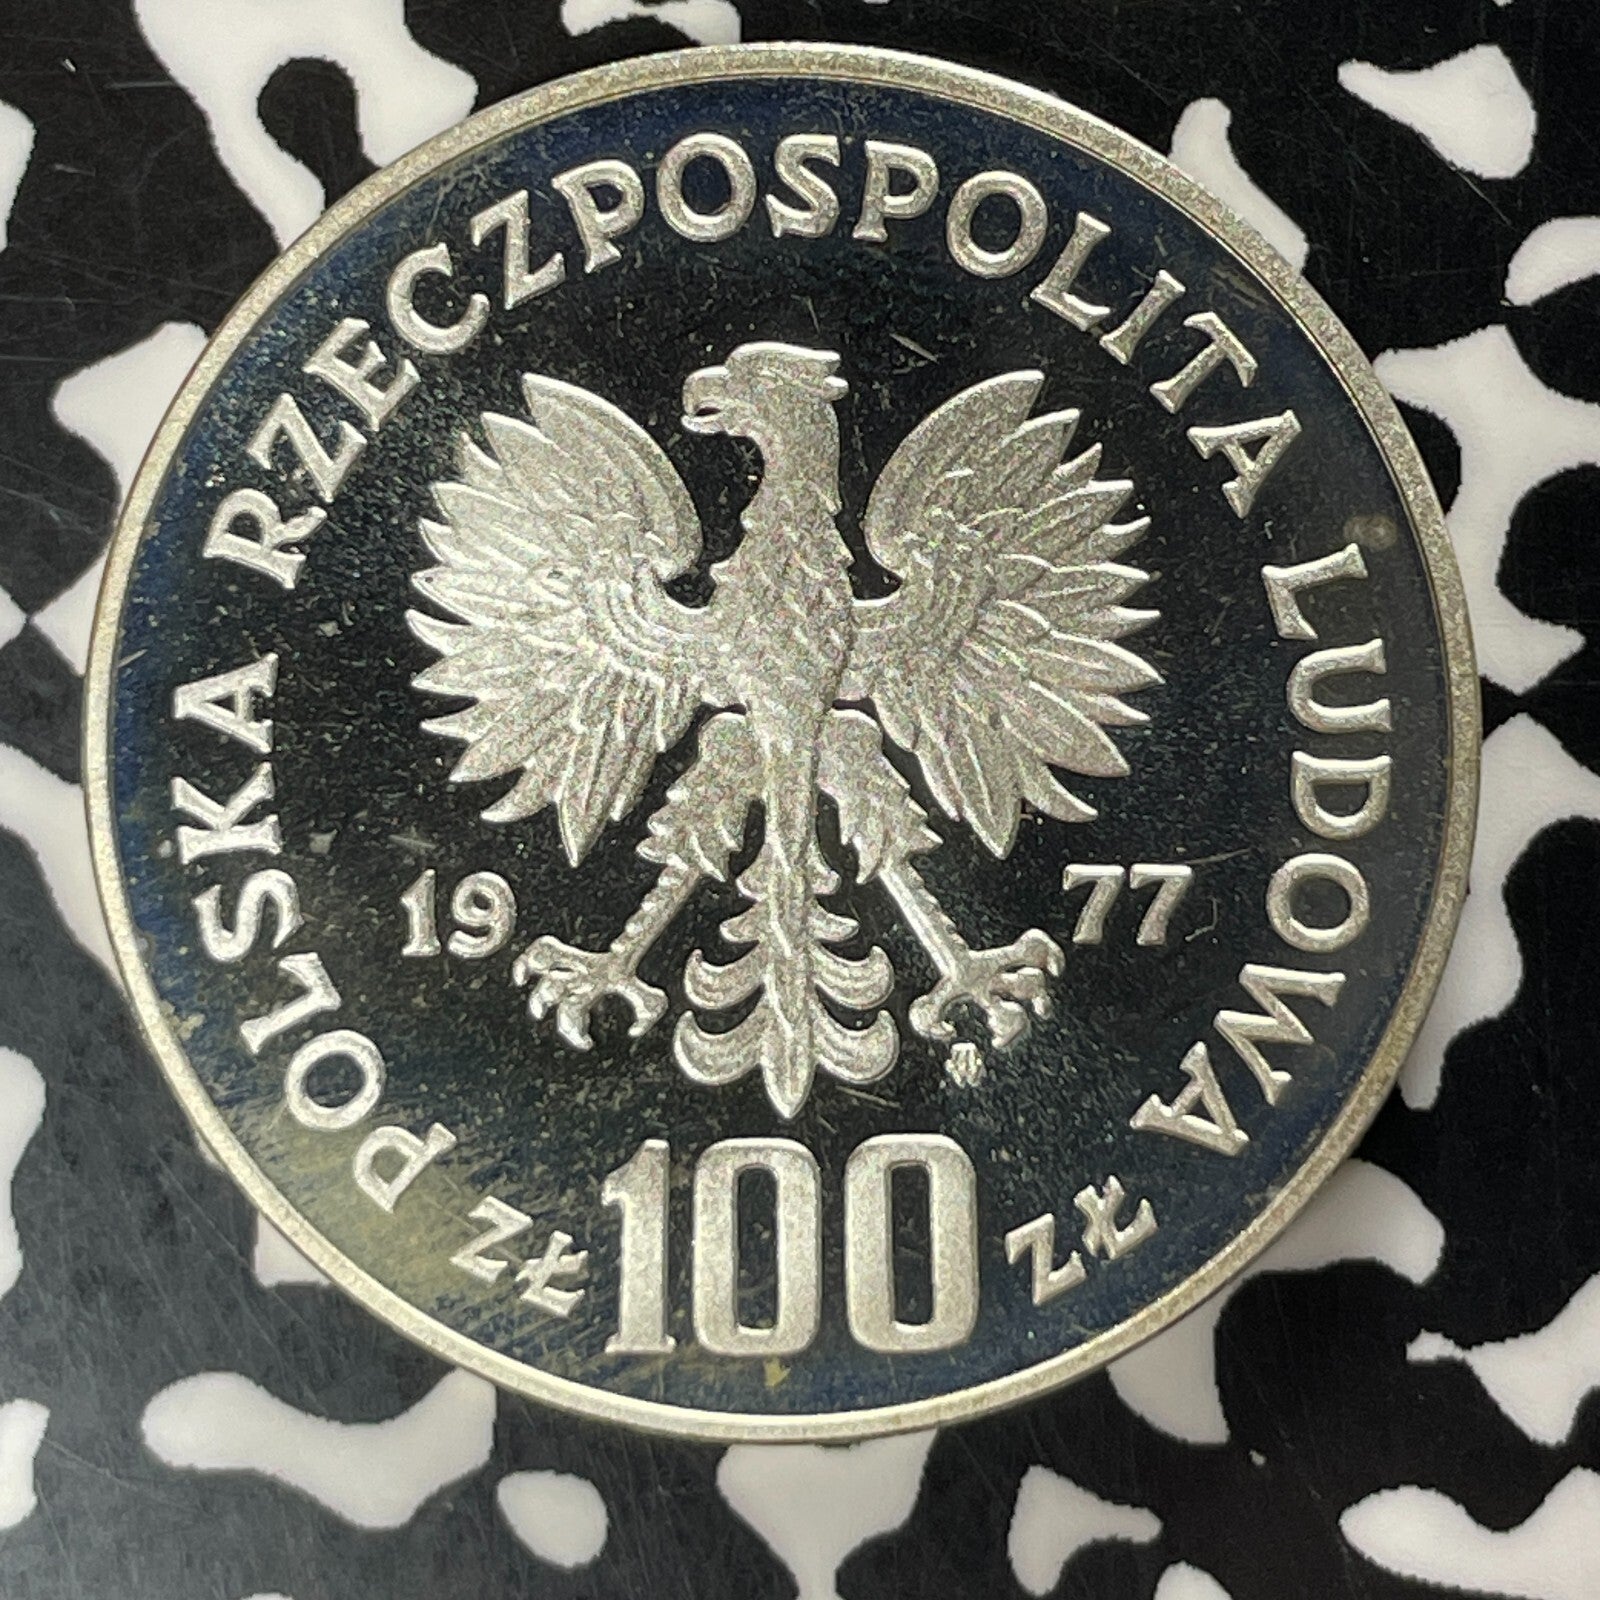 POLSKA RZECZPOSPOLITA LUDOWA
19 77
ZŁ 100 ZŁ